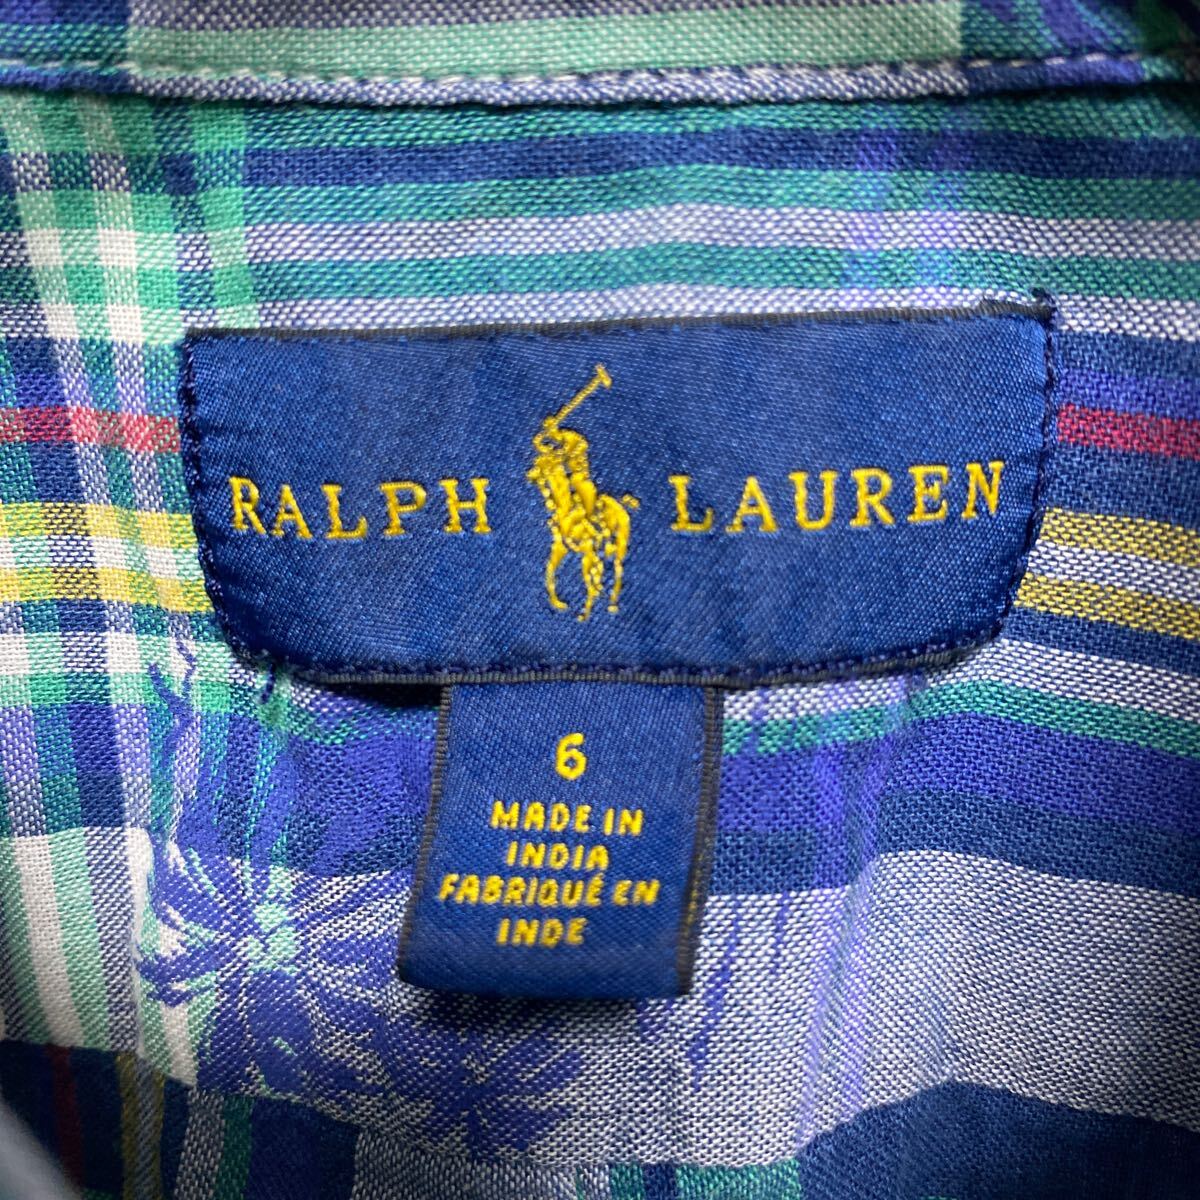 RALPH LAUREN
6
MADE IN
INDIA
FABRIQUÉ EN
INDE